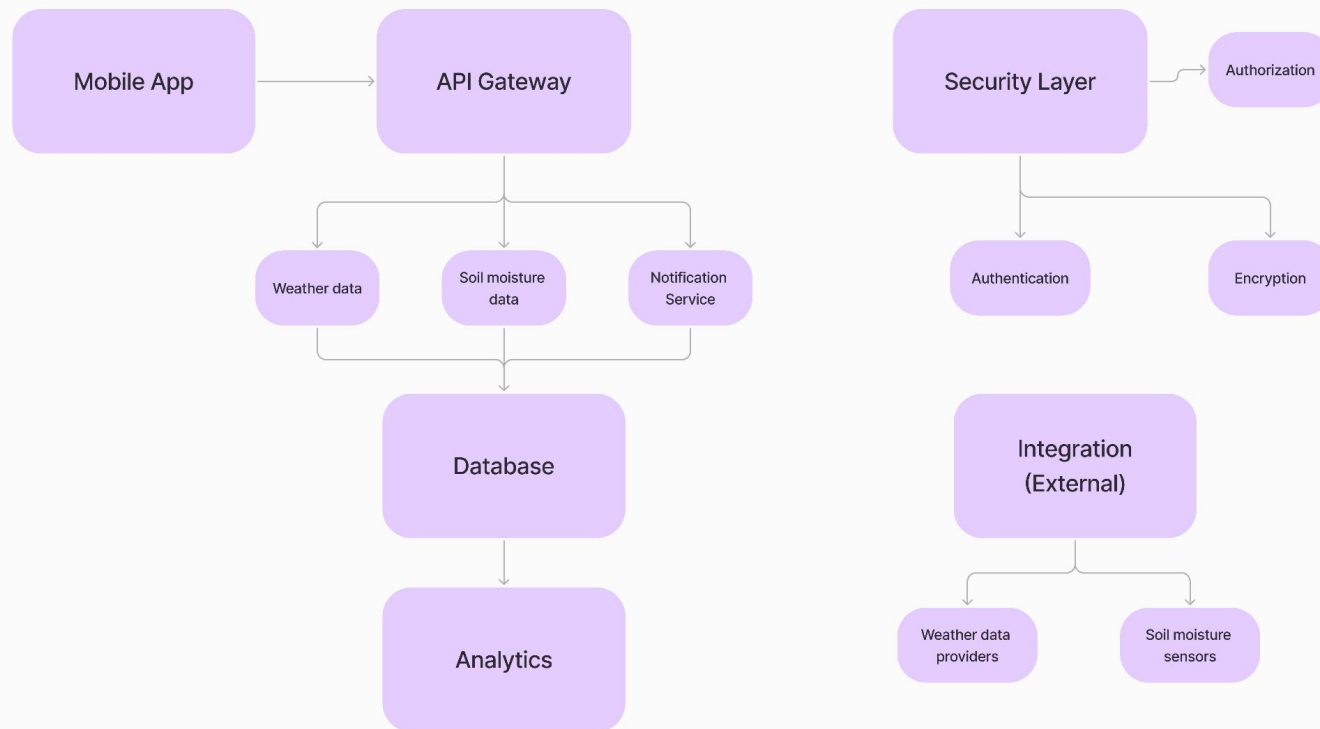 Mobile App
API Gateway
Security Layer
Authorization
Weather data
Soil moisture
data
Notification
Service
Authentication
Encryption
Database
Integration
(External)
Analytics
Weather data
providers
Soil moisture
sensors